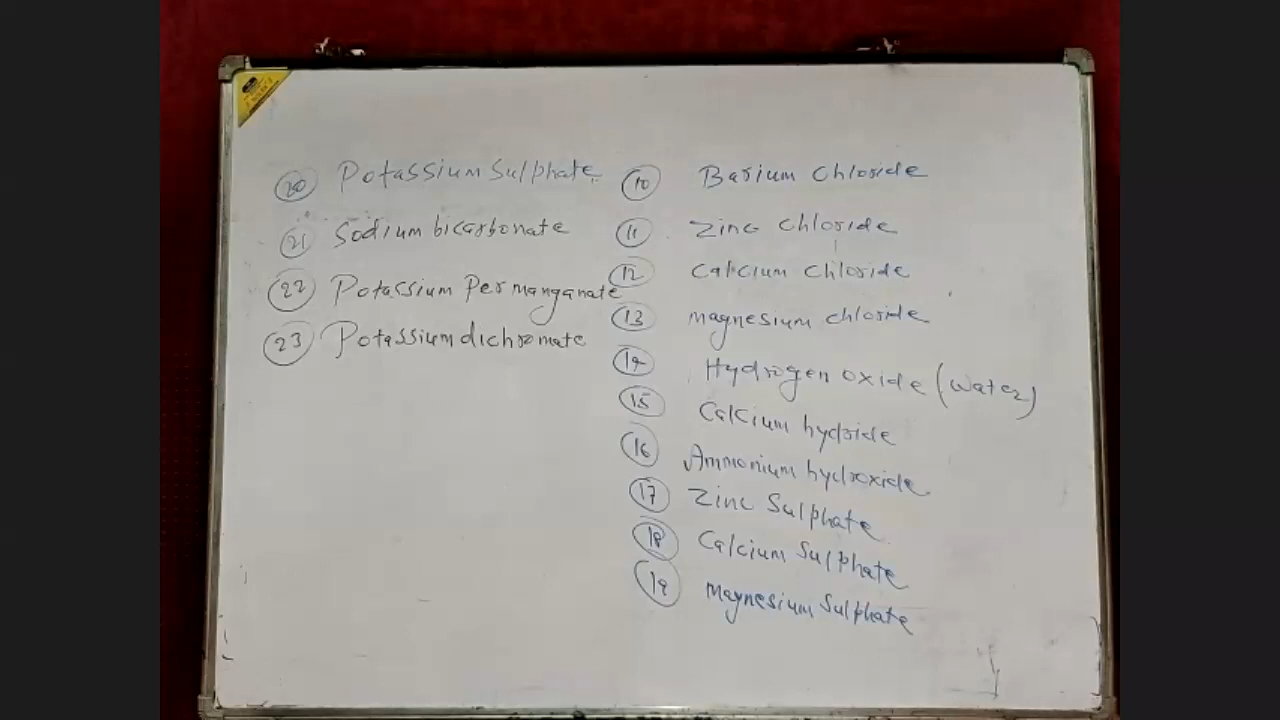 20 Potassium Sulphate
21 Sodium bicarbonate
22 Potassium Permanganate
23 Potassium dichromate
10 Barium chloride
11 Zinc chloride
12 Calcium chloride
13 magnesium chloride
14 Hydrogen oxide (Water)
15 Calcium hydride
16 Ammonium hydroxide
17 Zinc Sulphate
18 Calcium Sulphate
19 Magnesium Sulphate